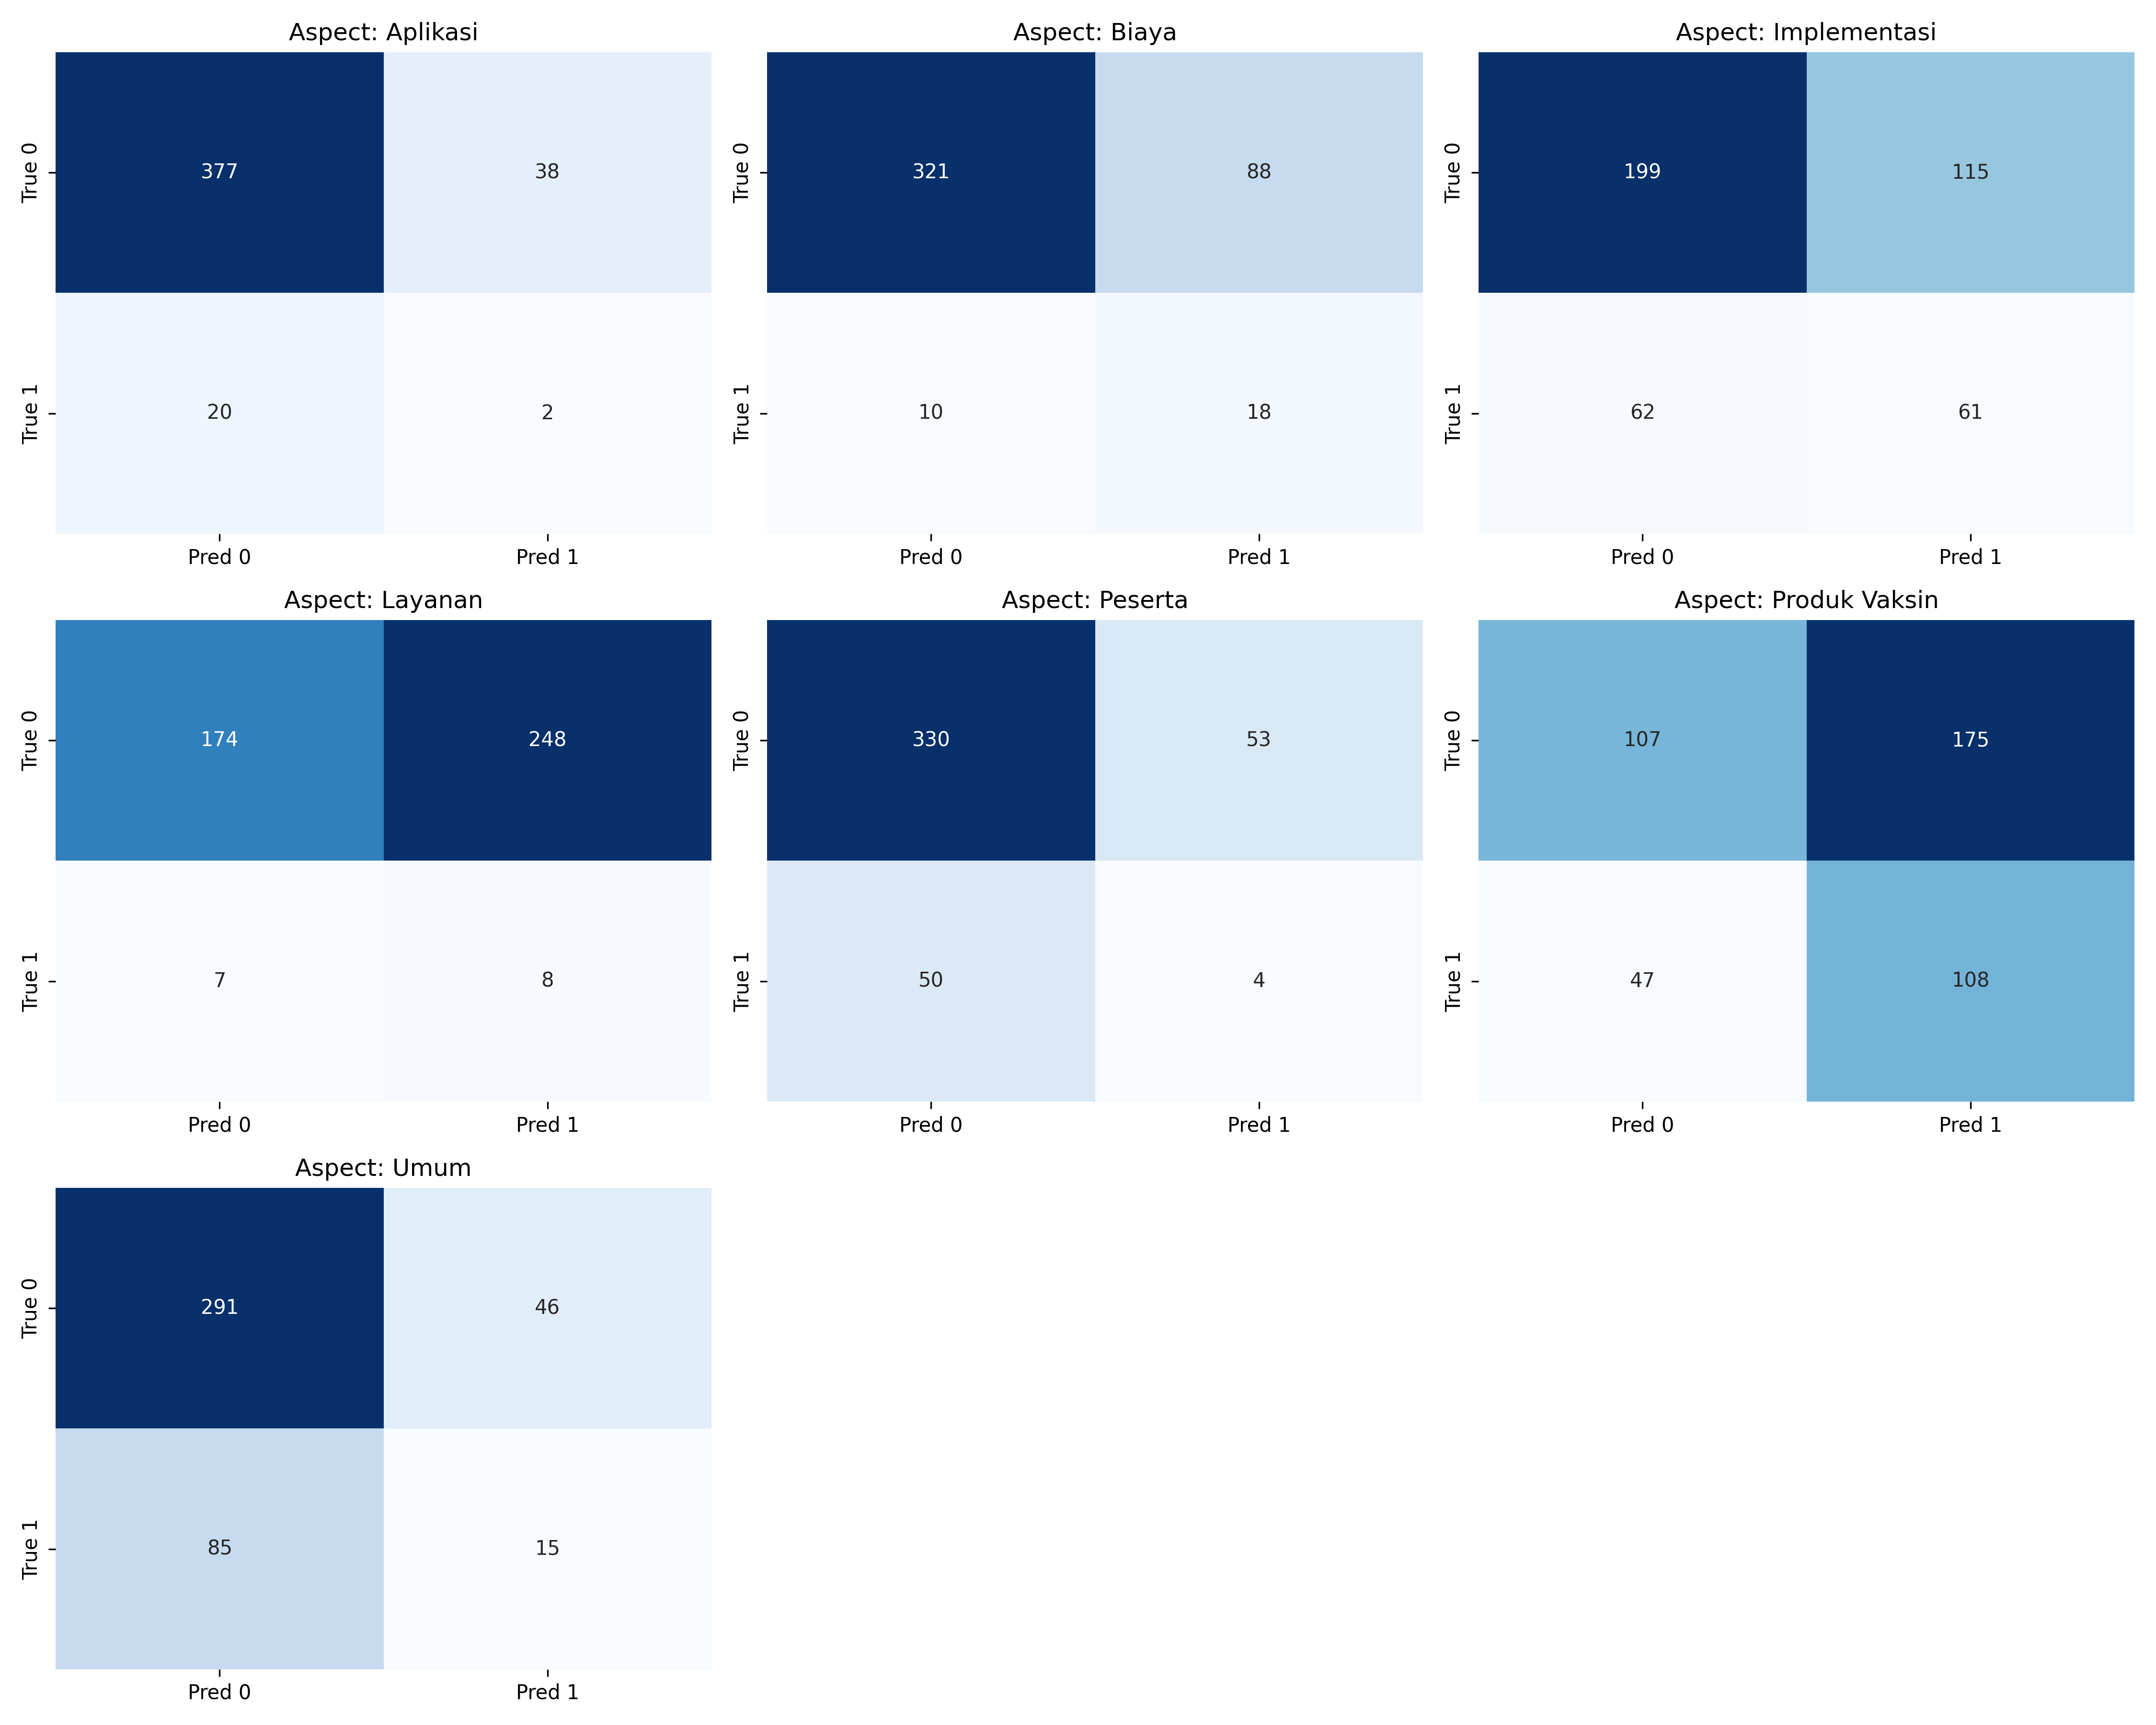 Aspect: Aplikasi
True 0
377
38
True 1
20
2
Pred 0
Pred 1
Aspect: Biaya
True 0
321
88
True 1
10
18
Pred 0
Pred 1
Aspect: Implementasi
True 0
199
115
True 1
62
61
Pred 0
Pred 1
Aspect: Layanan
True 0
174
248
True 1
7
8
Pred 0
Pred 1
Aspect: Peserta
True 0
330
53
True 1
50
4
Pred 0
Pred 1
Aspect: Produk Vaksin
True 0
107
175
True 1
47
108
Pred 0
Pred 1
Aspect: Umum
True 0
291
46
True 1
85
15
Pred 0
Pred 1